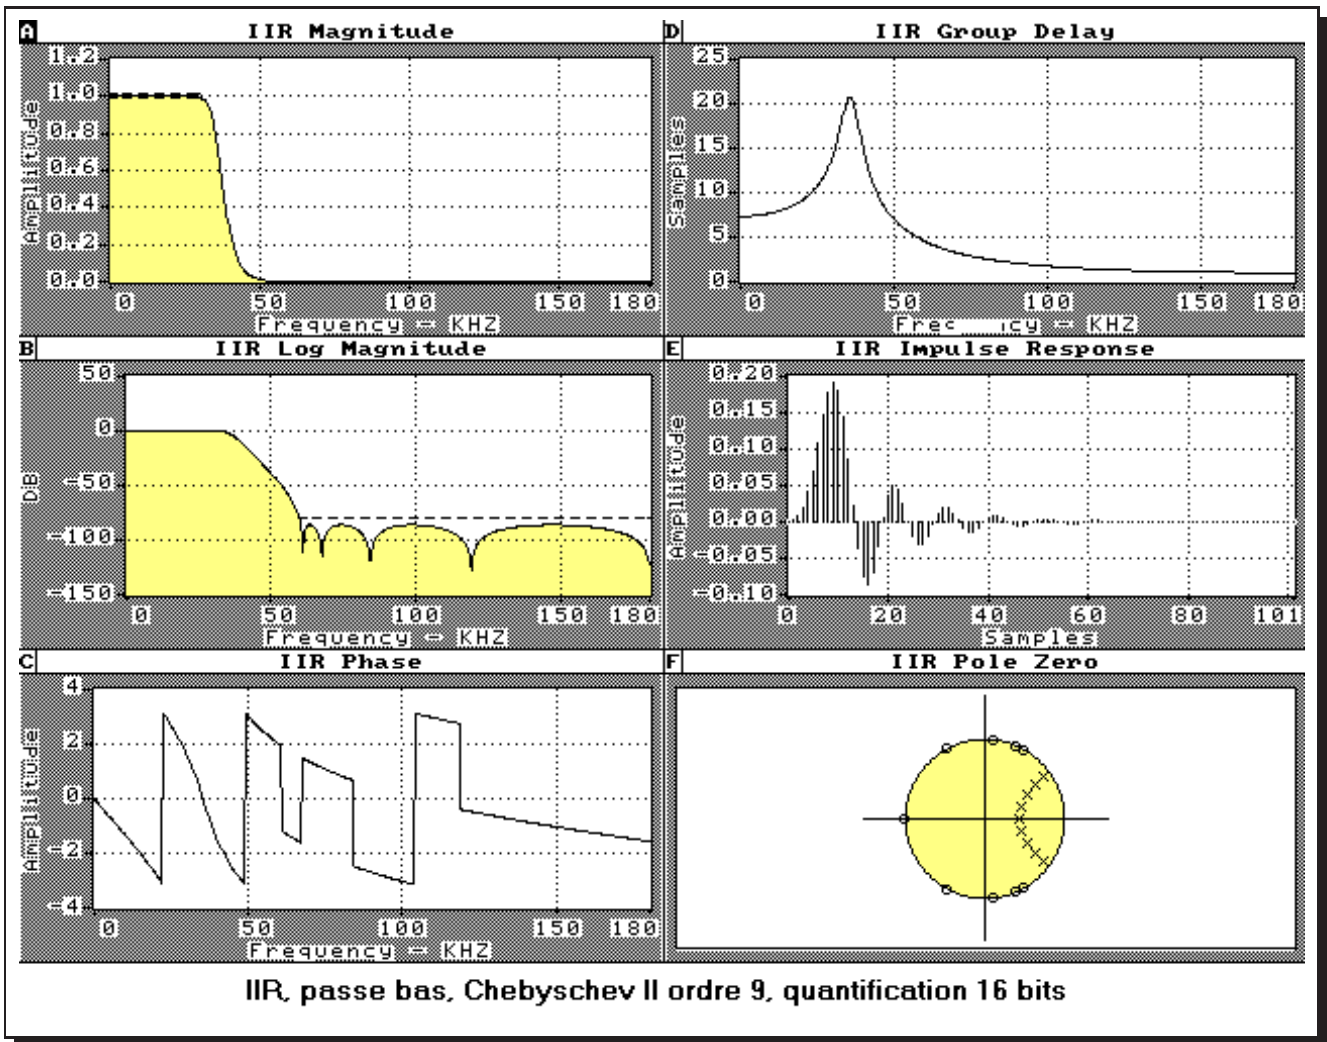 A IIR Magnitude
1.2
1.0
0.8
0.6
0.4
0.2
0.0
Amplitude
0 50 100 150 180
Frequency - KHZ
D IIR Group Delay
25
20
15
10
5
0
Samples
0 50 100 150 180
Frec cy - KHZ
B IIR Log Magnitude
50
0
-50
-100
-150
DB
0 50 100 150 180
Frequency - KHZ
E IIR Impulse Response
0.20
0.15
0.10
0.05
0.00
-0.05
-0.10
Amplitude
0 20 40 60 80 101
Samples
C IIR Phase
4
2
0
-2
-4
Amplitude
0 50 100 150 180
Frequency - KHZ
F IIR Pole Zero
IIR, passe bas, Chebyschev II ordre 9, quantification 16 bits